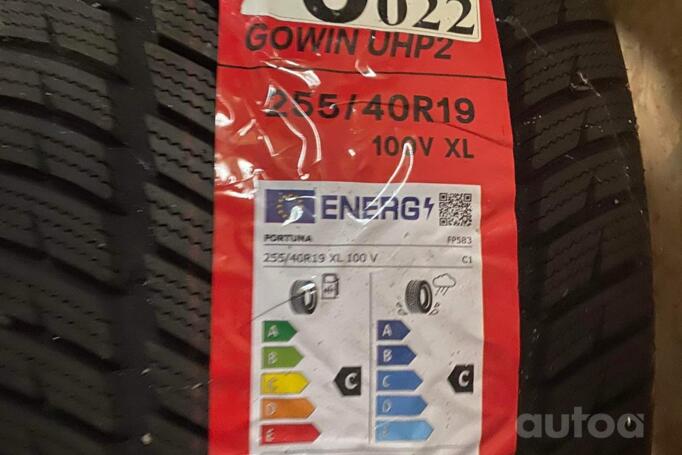 022
GOWIN UHP2
255/40R19
100V XL
ENERG
FORTUNA FP583
255/40R19 XL 100 V C1
A A
B B
C C C C
D D
E E
autoa